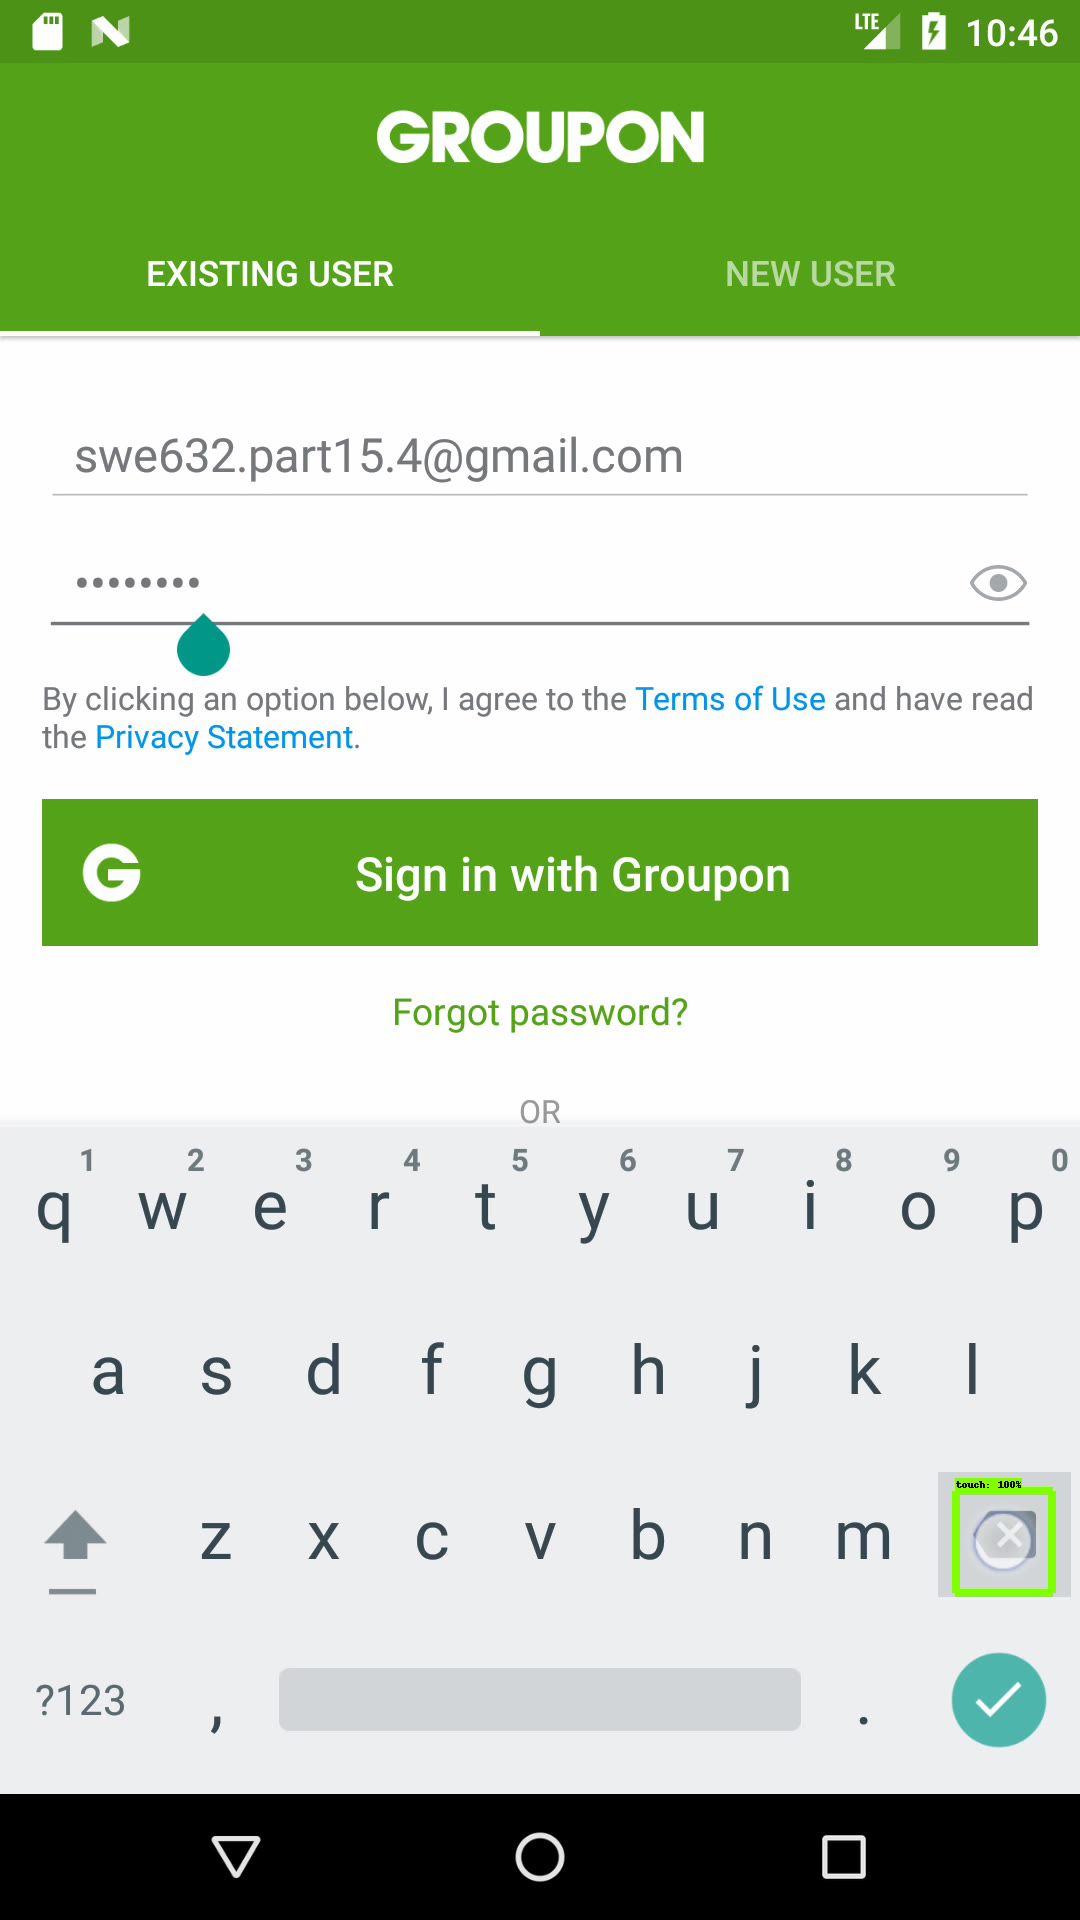 LTE 10:46
GROUPON
EXISTING USER NEW USER
swe632.part15.4@gmail.com
••••••••
By clicking an option below, I agree to the Terms of Use and have read
the Privacy Statement.
G Sign in with Groupon
Forgot password?
OR
1 2 3 4 5 6 7 8 9 0
q w e r t y u i o p
a s d f g h j k l
touch: 100%
z x c v b n m
?123 , .